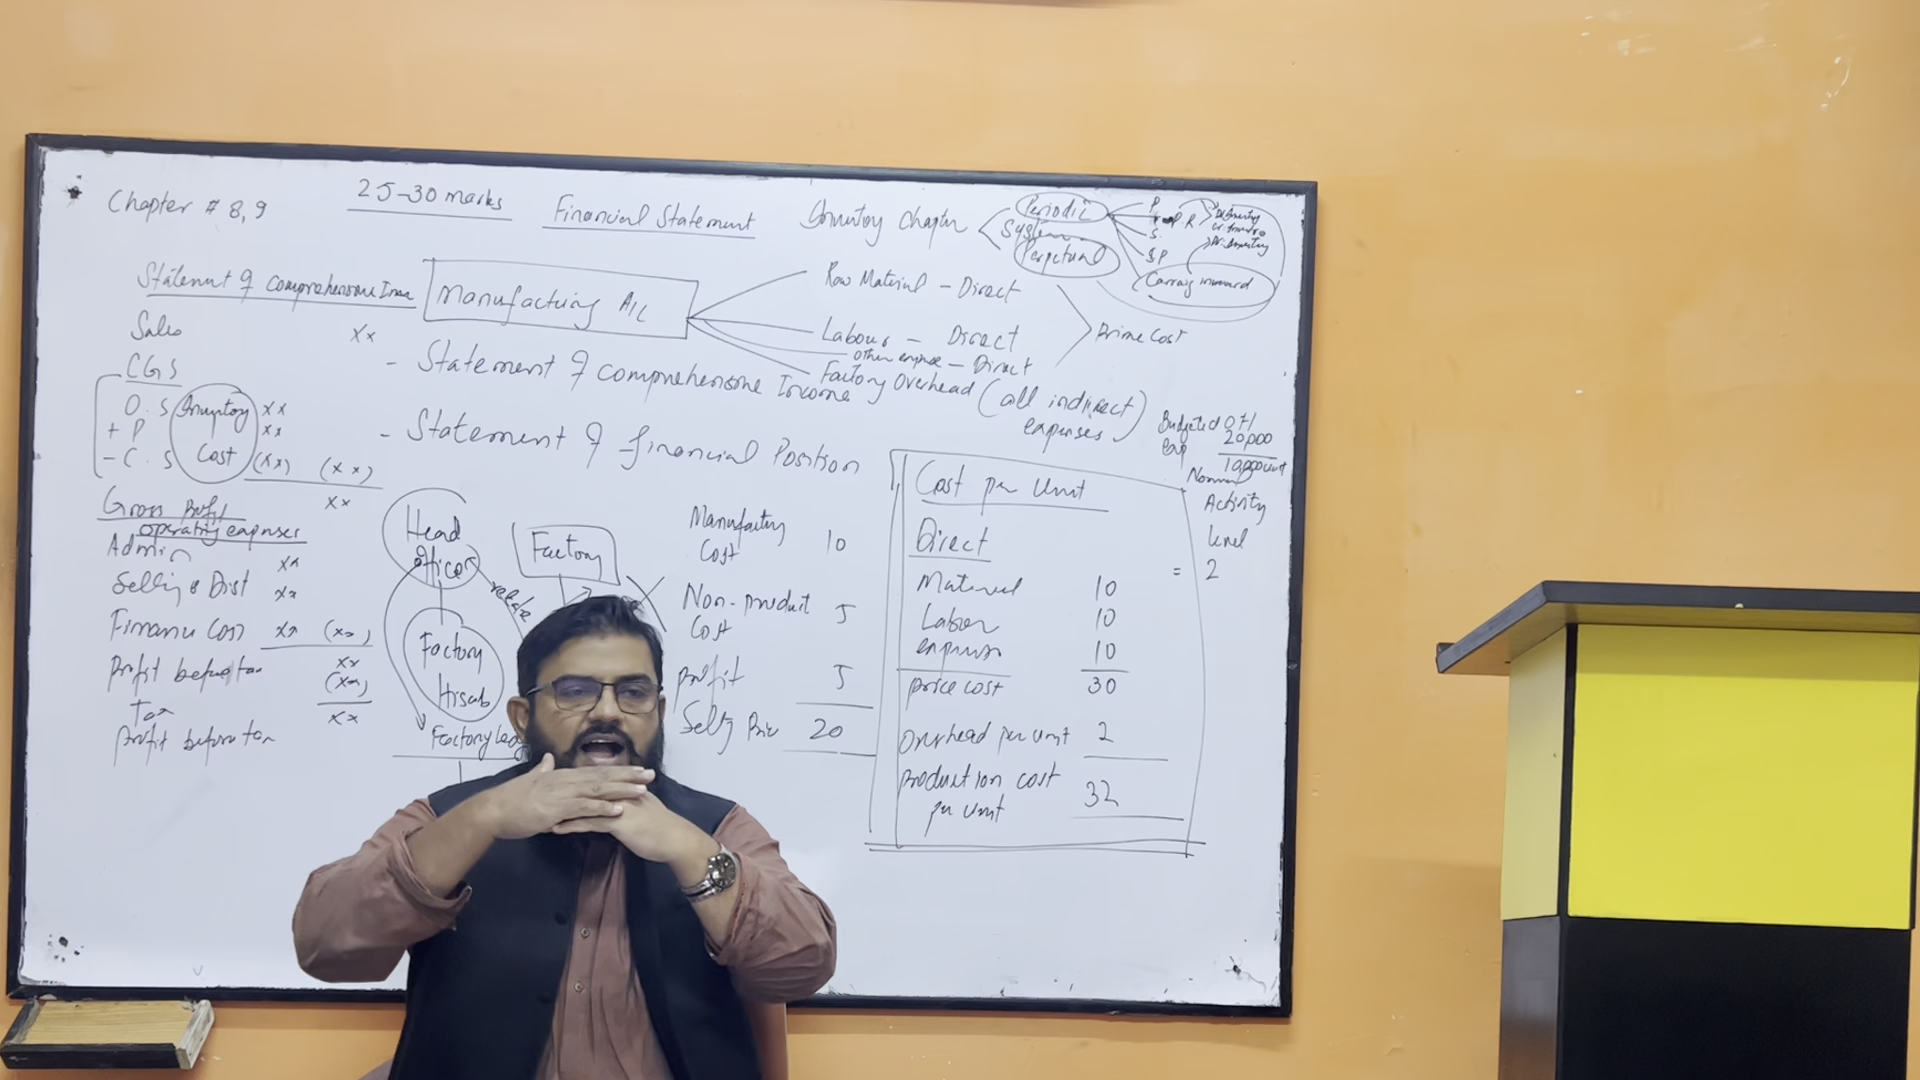 Chapter # 8,9
25-30 marks
Financial Statement
Inventory Chapter
System
Periodic
Perpetual
P
S
S P
Carriage inward
Statement of comprehensive Income
Sales xx
CGS
O.S xx
+ P xx
- C.S (xx) (xx)
Inventory
Cost
xx
Gross Profit
operating expenses
Admin xx
Selling & Dist xx
Finance Cost xx (xx)
Profit before tax xx
Tax (xx)
profit before tax xx
Manufacturing A/C
Raw Material - Direct
Labour - Direct
Other expense - Direct
Factory Overhead (all indirect)
expenses
Prime Cost
- Statement of comprehensive Income
- Statement of financial Position
Head
office
Factory
Factory
Hisab
Manufacturing
Cost 10
Non-product 5
Cost
profit 5
Selling Price 20
Cost per Unit
Direct
Material 10
Labour 10
expenses 10
price cost 30
Overhead per unit 2
production cost
per unit 32
Budgeted OH
20,000
10,000 unit
Normal
Activity
level
= 2